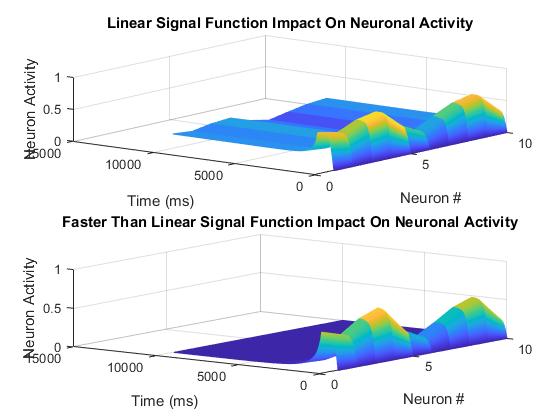 Linear Signal Function Impact On Neuronal Activity
Neuron Activity
1
0.5
0
15000
10000
5000
0
Time (ms)
0
5
10
Neuron #
Faster Than Linear Signal Function Impact On Neuronal Activity
Neuron Activity
1
0.5
0
15000
10000
5000
0
Time (ms)
0
5
10
Neuron #